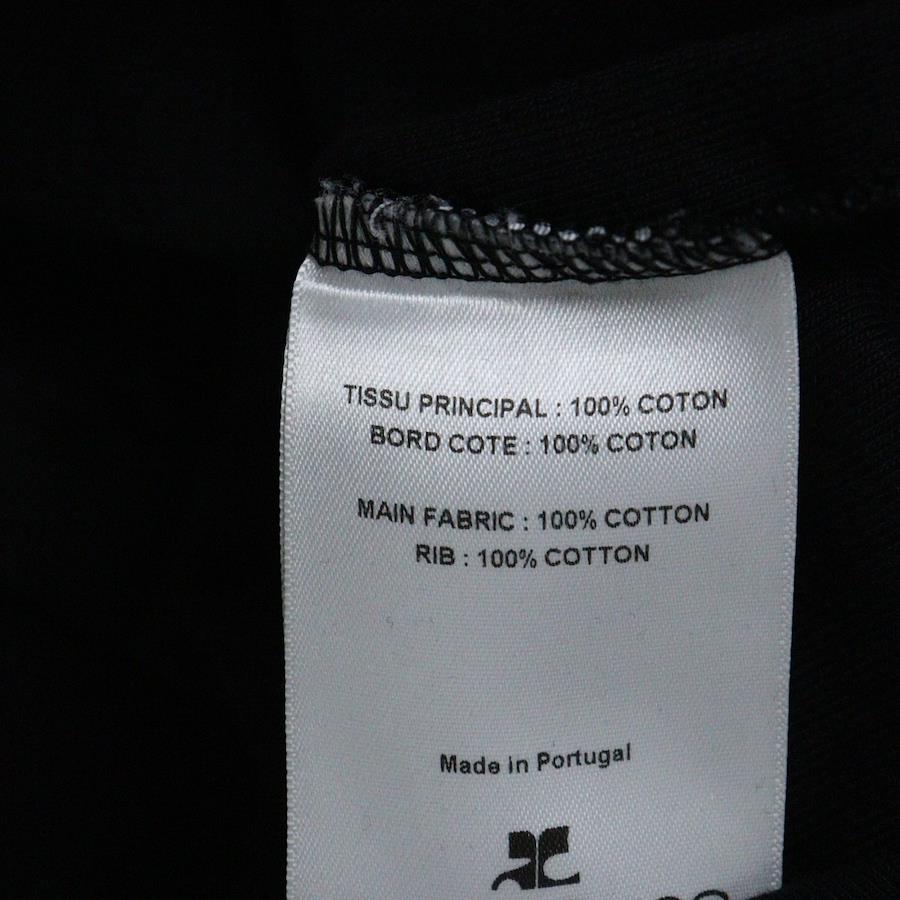 TISSU PRINCIPAL : 100% COTON
BORD COTE : 100% COTON
MAIN FABRIC : 100% COTTON
RIB : 100% COTTON
Made in Portugal